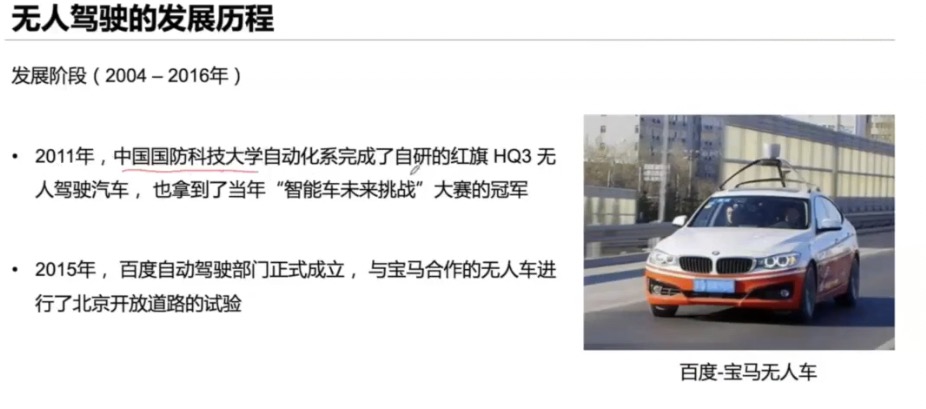 无人驾驶的发展历程
发展阶段（2004 – 2016年）
• 2011年，中国国防科技大学自动化系完成了自研的红旗 HQ3 无
人驾驶汽车， 也拿到了当年“智能车未来挑战”大赛的冠军
• 2015年， 百度自动驾驶部门正式成立， 与宝马合作的无人车进
行了北京开放道路的试验
百度-宝马无人车